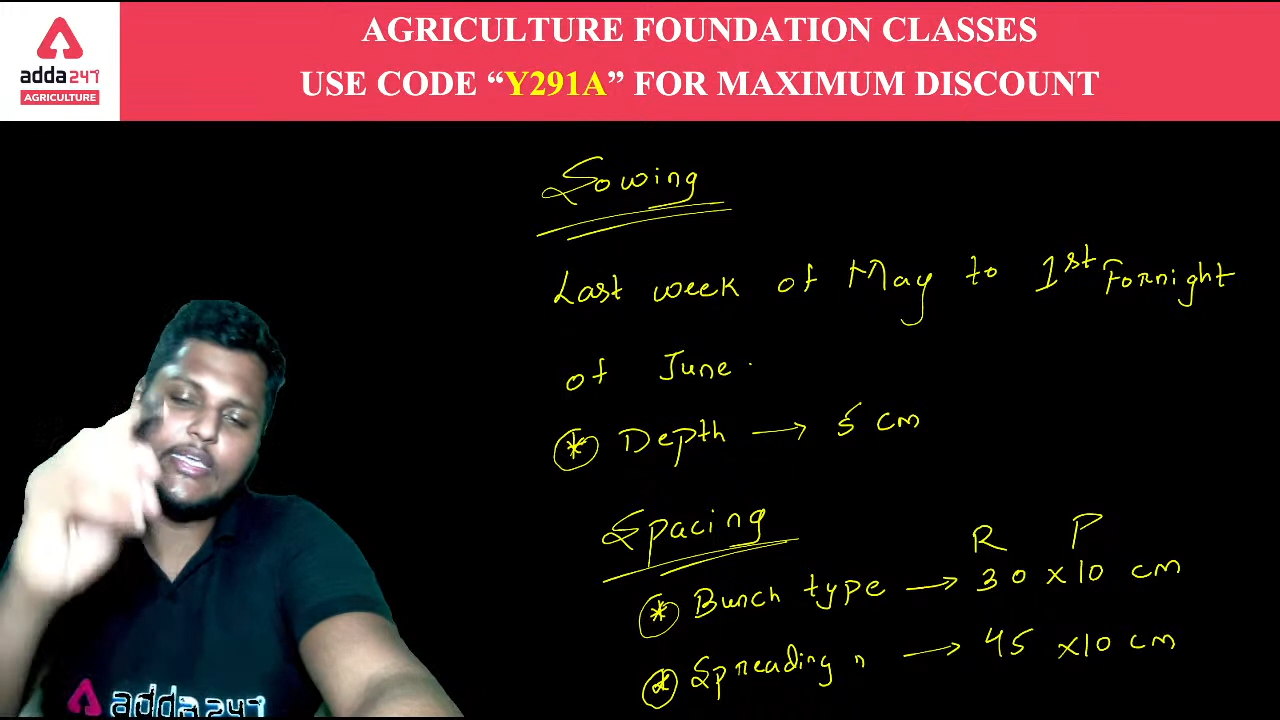 AGRICULTURE FOUNDATION CLASSES
USE CODE “Y291A” FOR MAXIMUM DISCOUNT
adda247
AGRICULTURE
Sowing
Last week of May to 1st Fornight
of June.
* Depth → 5 cm
Spacing
R P
* Bunch type → 30 x 10 cm
* Spreading " → 45 x 10 cm
adda247